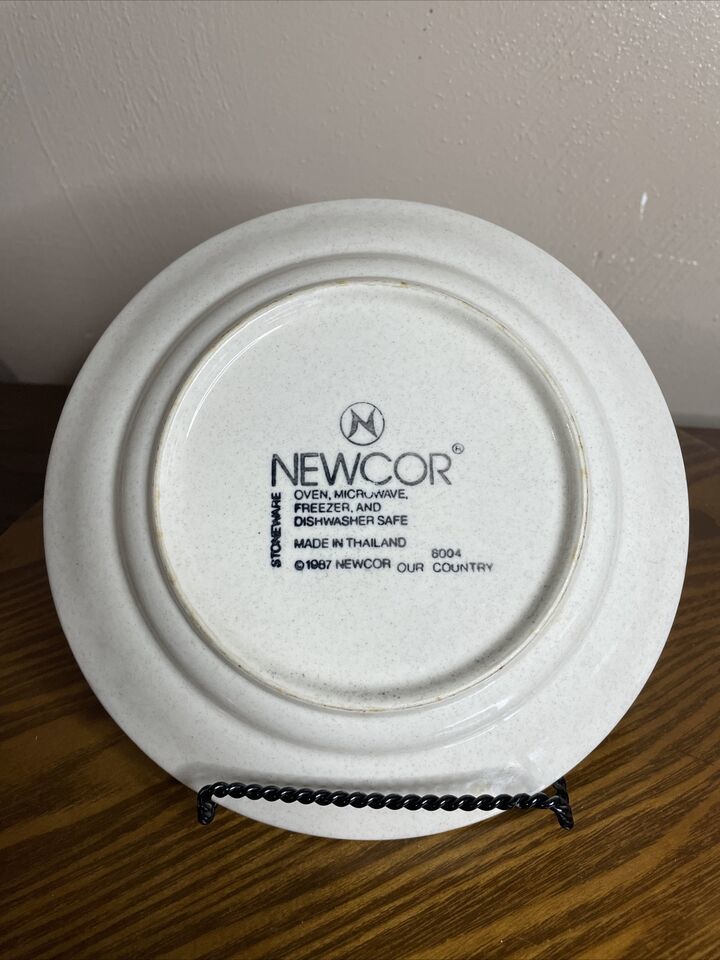 N
NEWCOR®
STONEWARE
OVEN, MICROWAVE,
FREEZER, AND
DISHWASHER SAFE
MADE IN THAILAND
6004
©1987 NEWCOR OUR COUNTRY